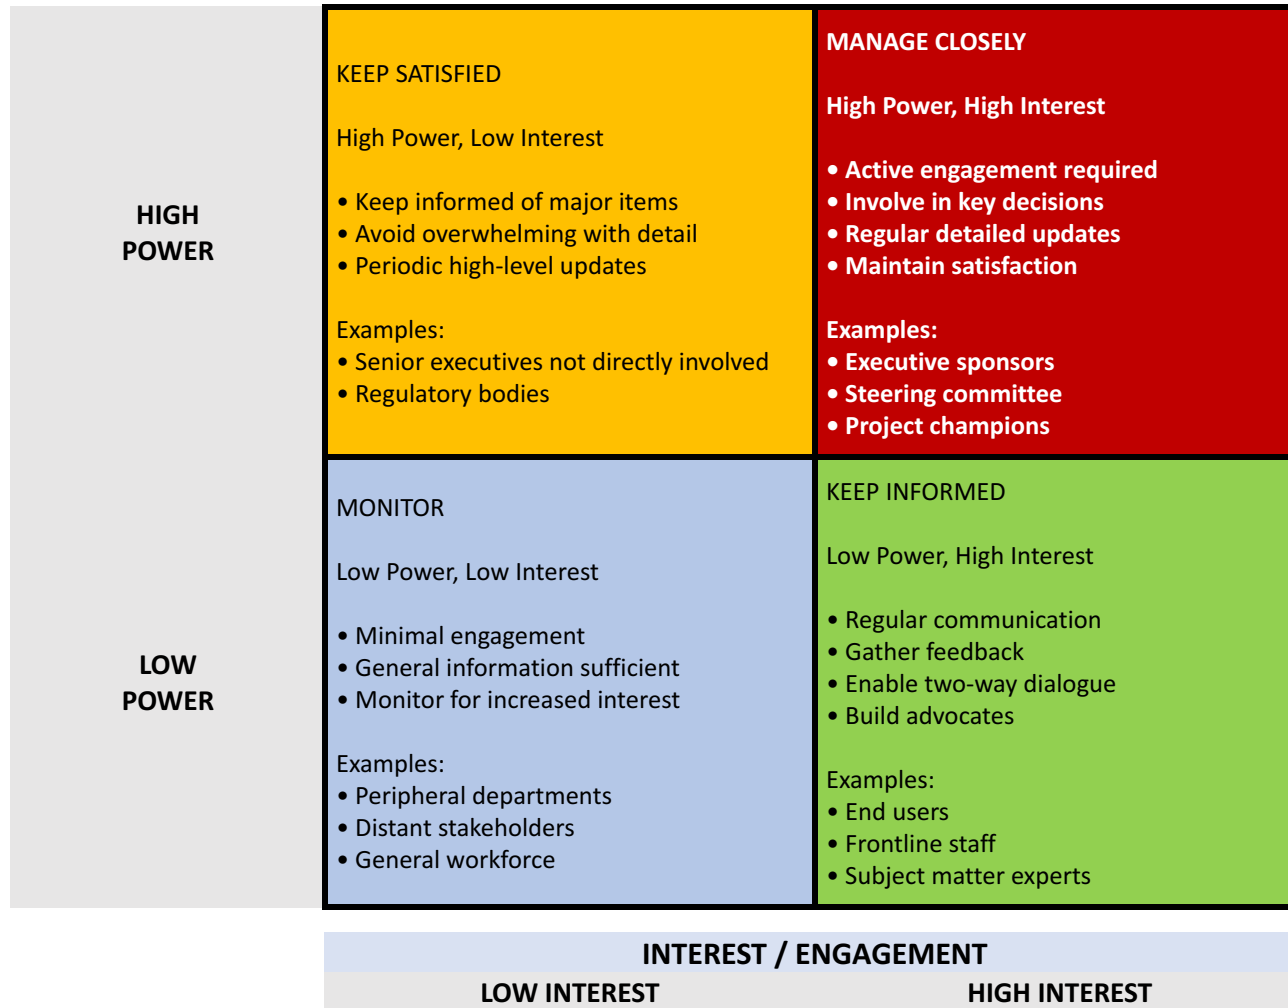 HIGH
POWER
KEEP SATISFIED
High Power, Low Interest
• Keep informed of major items
• Avoid overwhelming with detail
• Periodic high-level updates
Examples:
• Senior executives not directly involved
• Regulatory bodies
MANAGE CLOSELY
High Power, High Interest
• Active engagement required
• Involve in key decisions
• Regular detailed updates
• Maintain satisfaction
Examples:
• Executive sponsors
• Steering committee
• Project champions
LOW
POWER
MONITOR
Low Power, Low Interest
• Minimal engagement
• General information sufficient
• Monitor for increased interest
Examples:
• Peripheral departments
• Distant stakeholders
• General workforce
KEEP INFORMED
Low Power, High Interest
• Regular communication
• Gather feedback
• Enable two-way dialogue
• Build advocates
Examples:
• End users
• Frontline staff
• Subject matter experts
INTEREST / ENGAGEMENT
LOW INTEREST
HIGH INTEREST